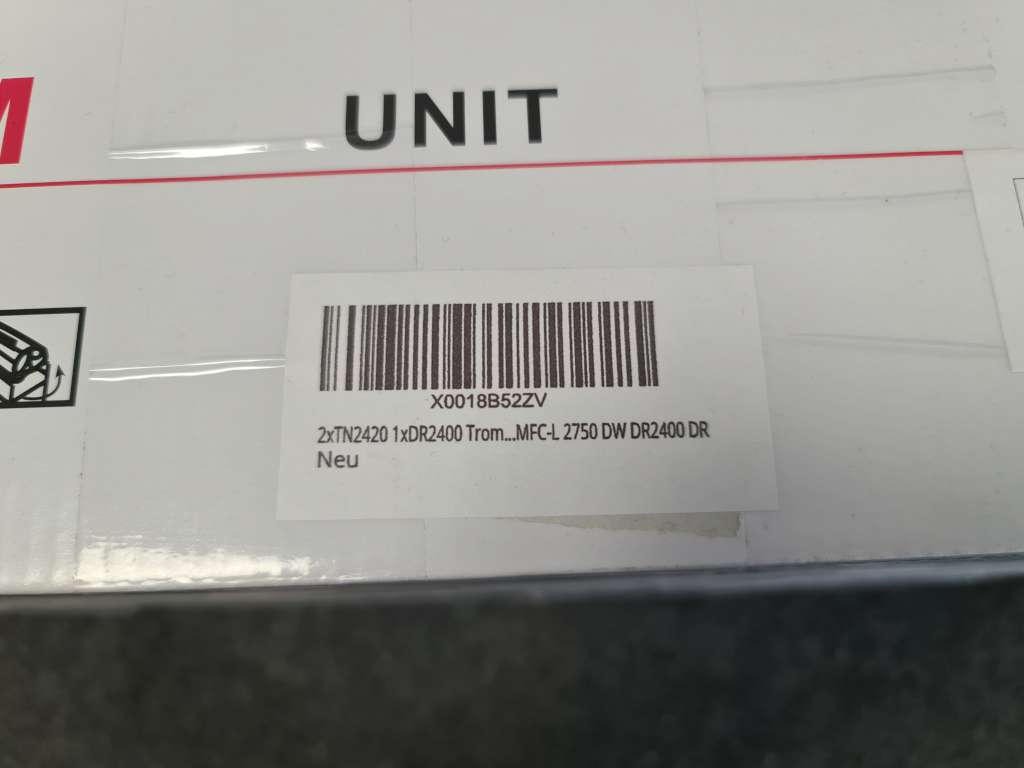 M UNIT
X0018B52ZV
2xTN2420 1xDR2400 Trom...MFC-L 2750 DW DR2400 DR
Neu